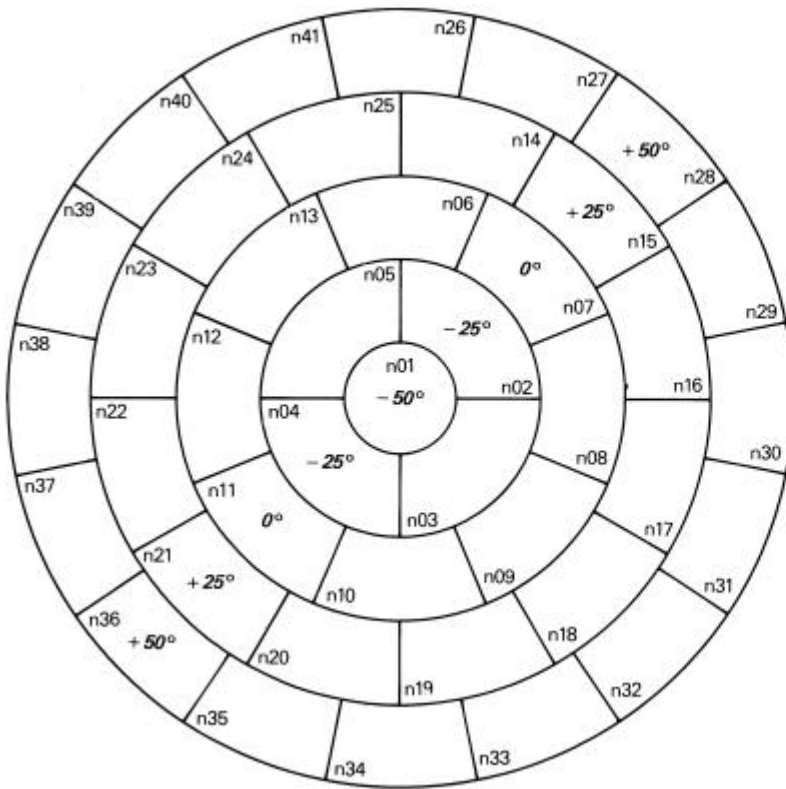 n41
n26
n40
n27
n25
+50°
n28
n24
n14
n39
+25°
n15
n13
n06
n23
n05
0°
n07
n29
n12
n38
-25°
n01
n16
n22
n04
-50°
n02
n30
-25°
n08
n37
n11
0°
n03
n17
n21
n09
n31
+25°
n10
n36
+50°
n18
n20
n19
n32
n35
n33
n34